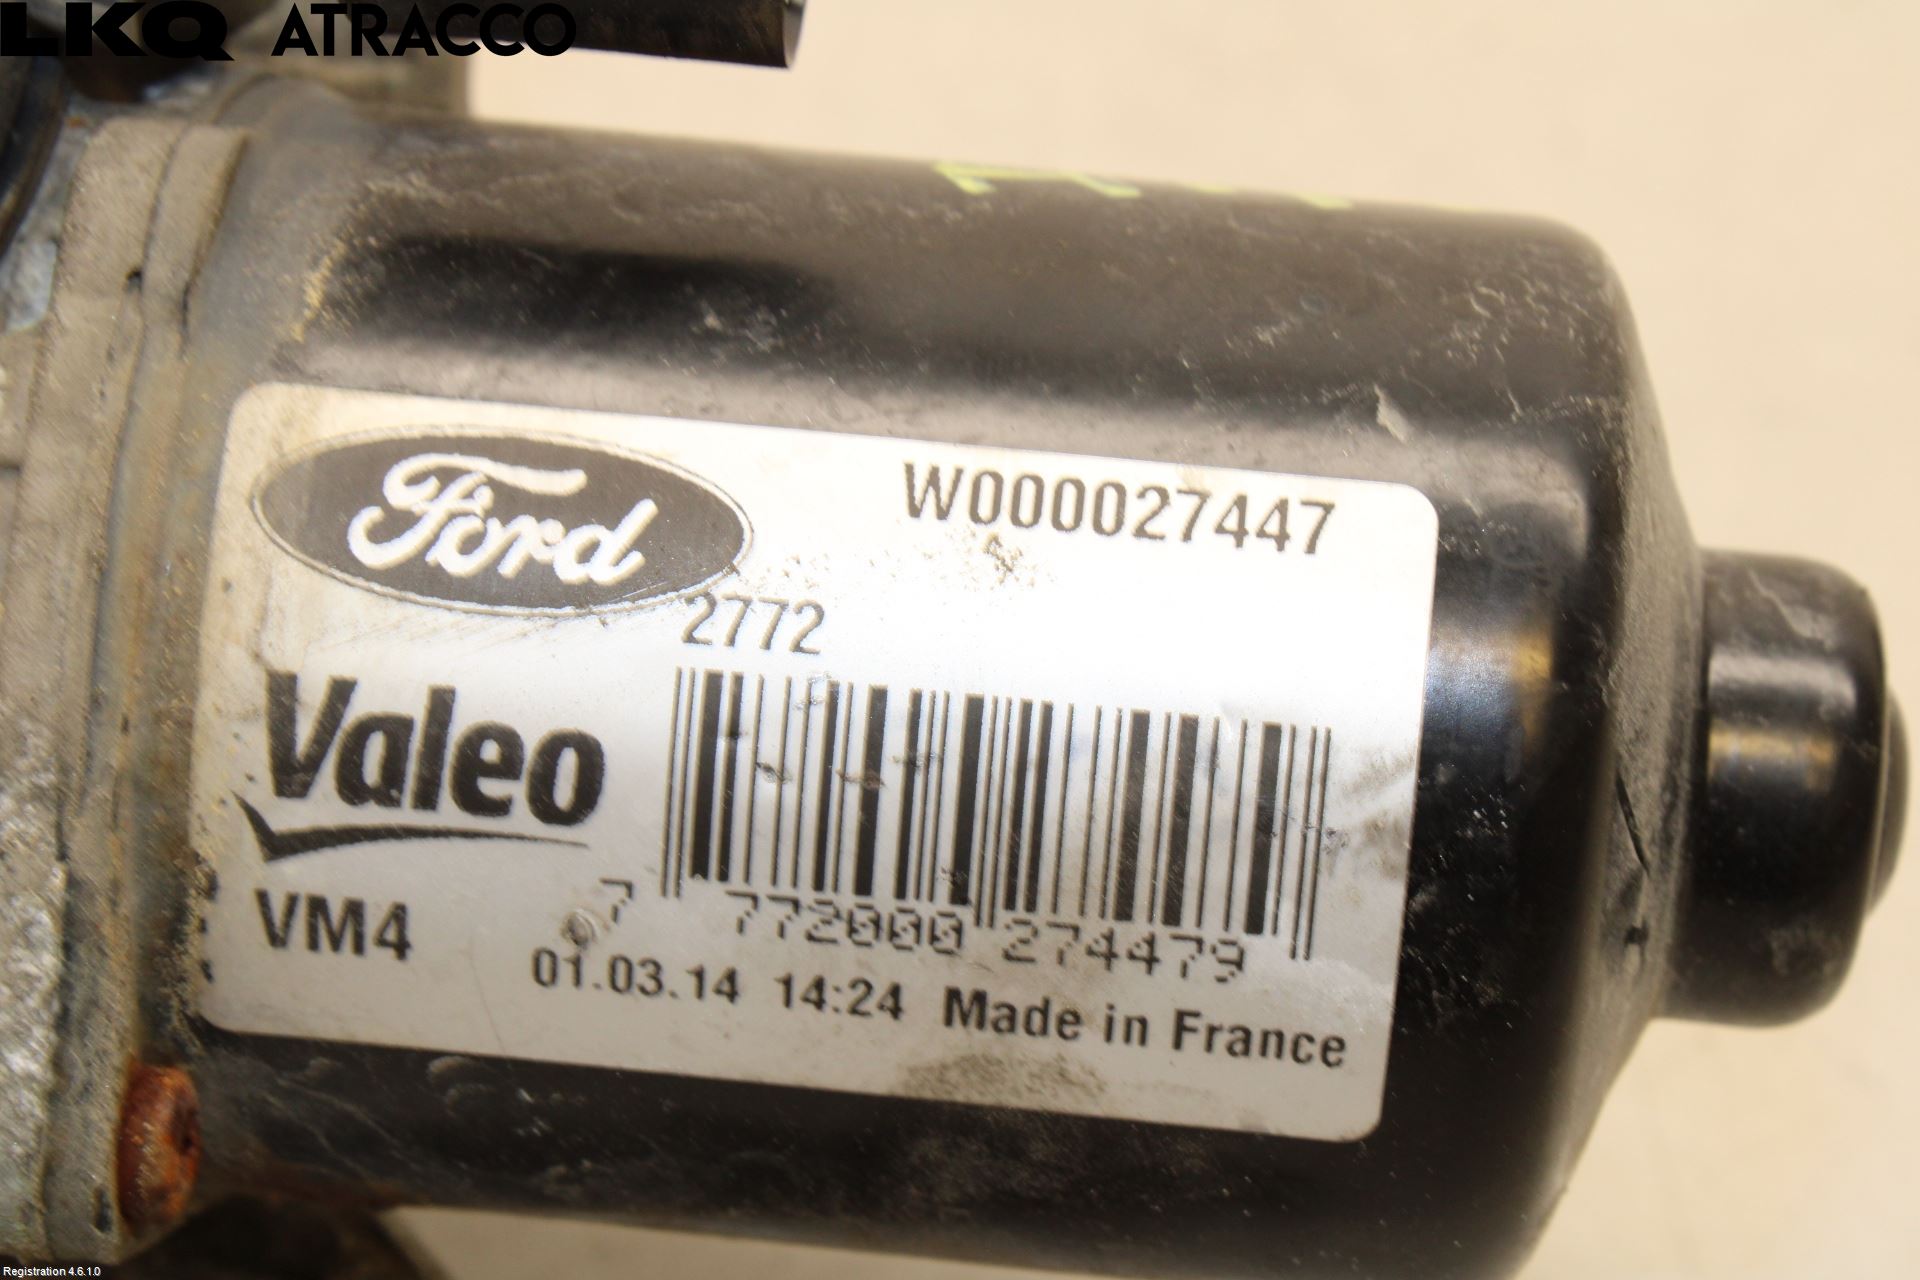 LKQ ATRACCO
Ford
W000027447
2772
Valeo
7 772000 274479
VM4
01.03.14 14:24 Made in France
Registration 4.6.1.0